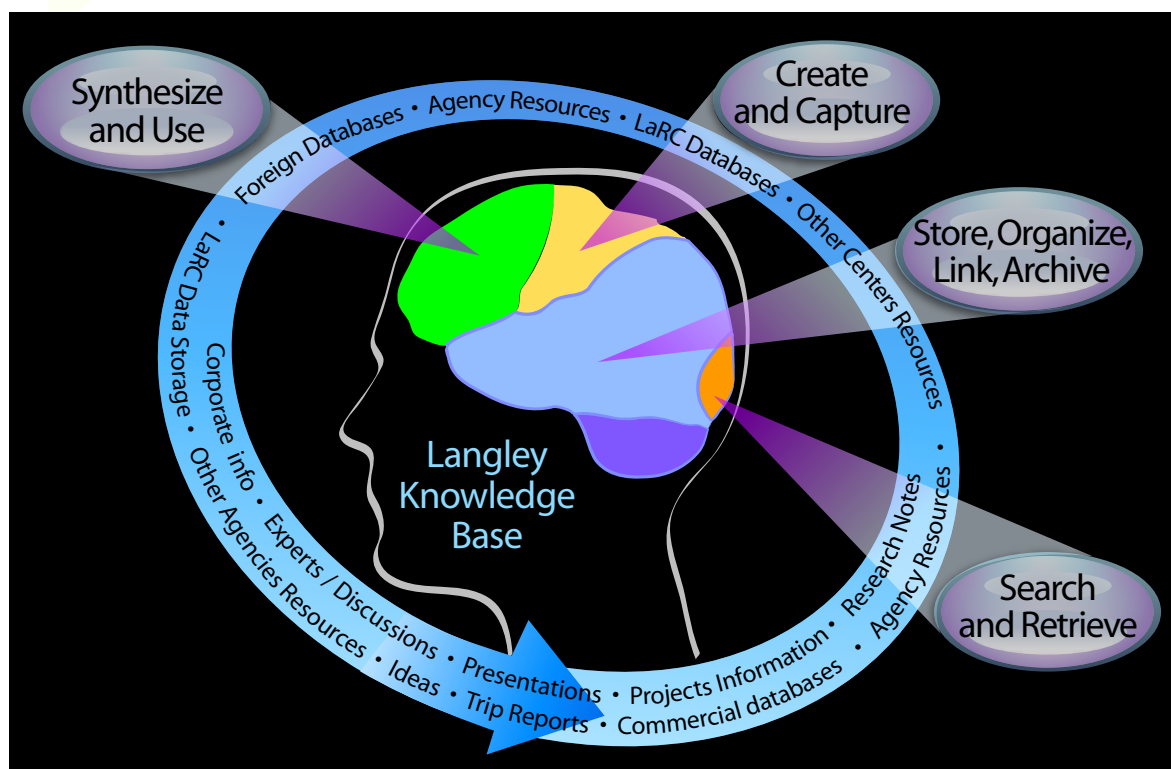 Synthesize
and Use
Create
and Capture
Store, Organize,
Link, Archive
Search
and Retrieve
Langley
Knowledge
Base
• LaRC Data Storage • Foreign Databases • Agency Resources • LaRC Databases • Other Centers Resources •
Corporate info • Experts / Discussions • Presentations • Projects Information • Research Notes
Other Agencies Resources • Ideas • Trip Reports • Commercial databases • Agency Resources